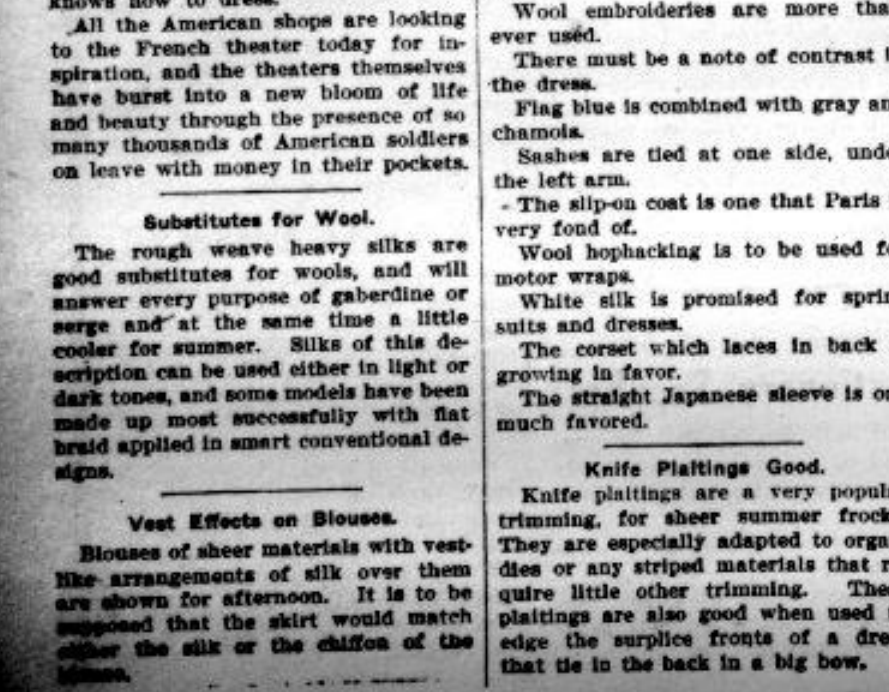 knows how to dress.
All the American shops are looking
to the French theater today for in-
spiration, and the theaters themselves
have burst into a new bloom of life
and beauty through the presence of so
many thousands of American soldiers
on leave with money in their pockets.
Substitutes for Wool.
The rough weave heavy silks are
good substitutes for wools, and will
answer every purpose of gaberdine or
serge and at the same time a little
cooler for summer. Silks of this de-
scription can be used either in light or
dark tones, and some models have been
made up most successfully with flat
braid applied in smart conventional de-
signs.
Vest Effects on Blouses.
Blouses of sheer materials with vest-
like arrangements of silk over them
are shown for afternoon. It is to be
supposed that the skirt would match
either the silk or the chiffon of the
blouse.
Wool embroideries are more tha
ever used.
There must be a note of contrast
the dress.
Flag blue is combined with gray an
chamois.
Sashes are tied at one side, unde
the left arm.
The slip-on coat is one that Paris
very fond of.
Wool hophacking is to be used fo
motor wraps.
White silk is promised for sprin
suits and dresses.
The corset which laces in back
growing in favor.
The straight Japanese sleeve is on
much favored.
Knife Plaitings Good.
Knife plaitings are a very popul
trimming, for sheer summer frock
They are especially adapted to orga
dies or any striped materials that r
quire little other trimming. The
plaitings are also good when used
edge the surplice fronts of a dre
that tie in the back in a big bow.